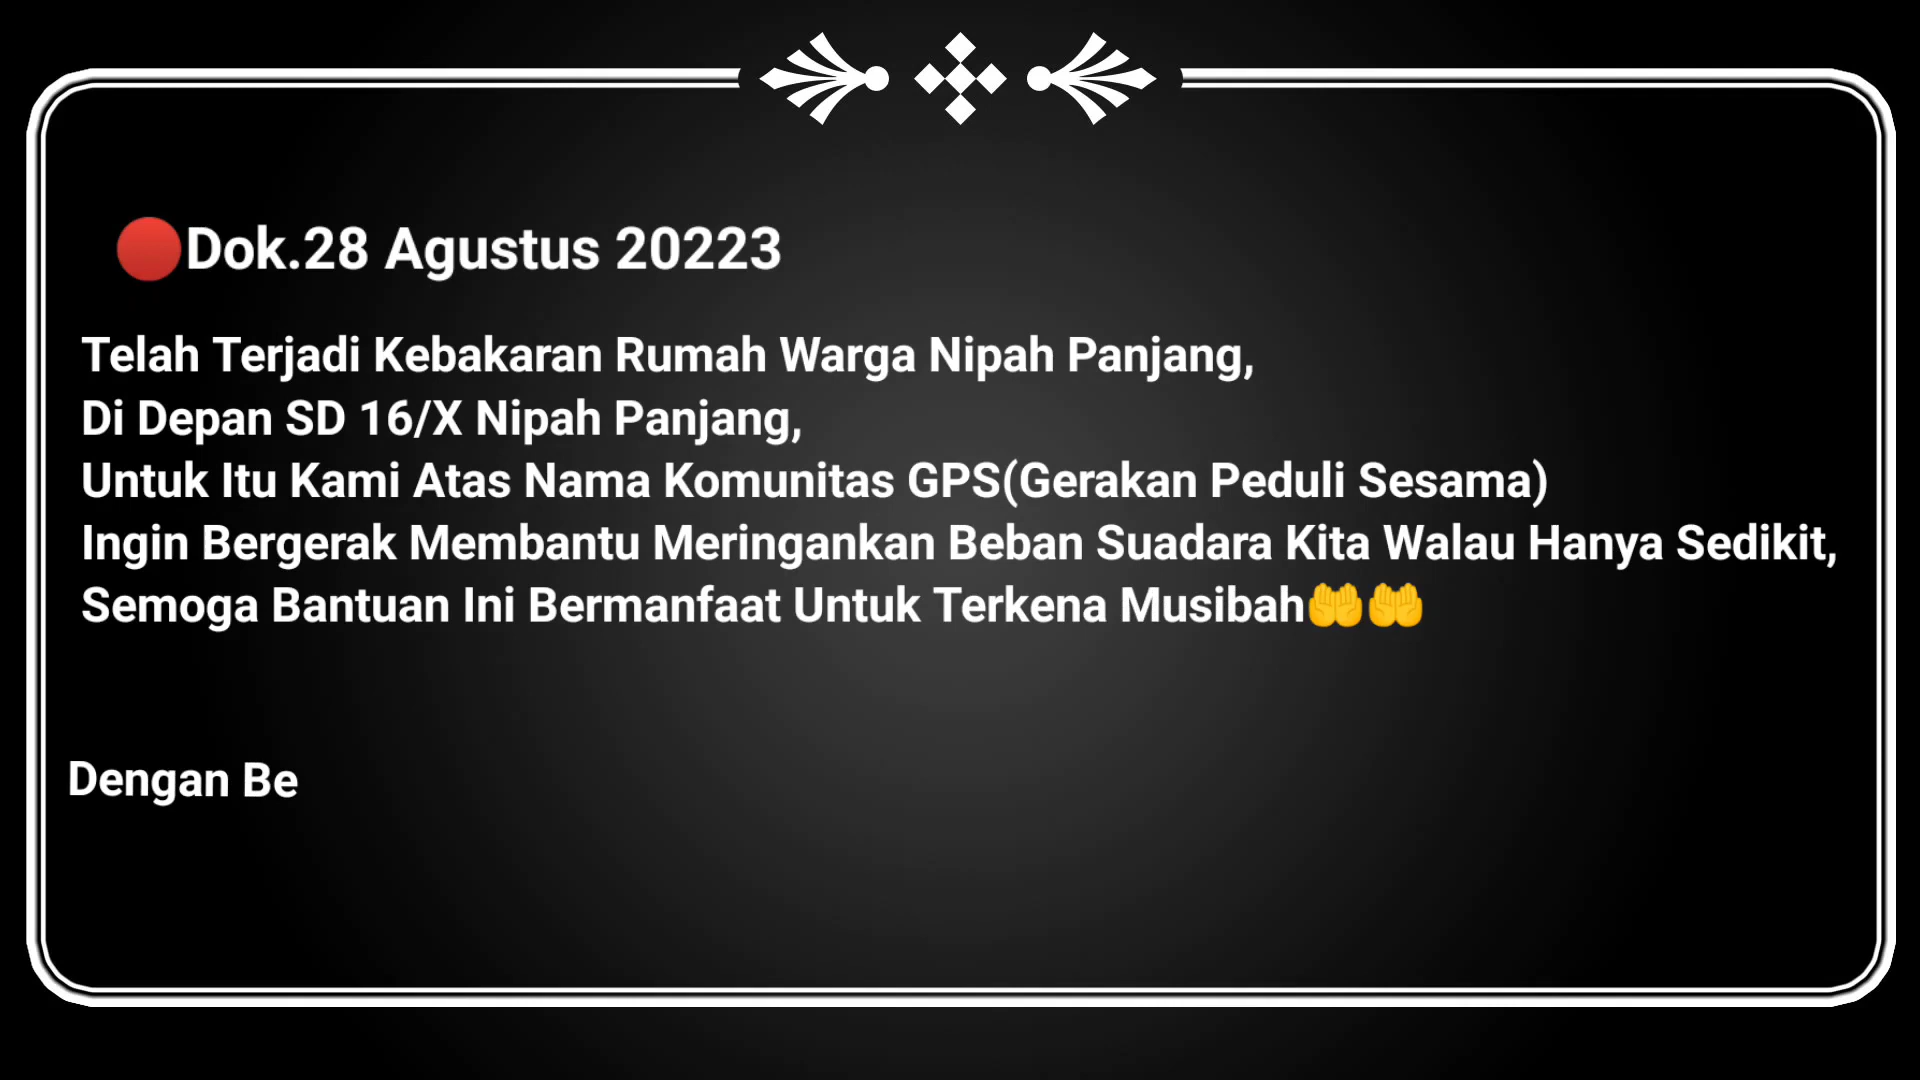 🔴Dok.28 Agustus 20223
Telah Terjadi Kebakaran Rumah Warga Nipah Panjang,
Di Depan SD 16/X Nipah Panjang,
Untuk Itu Kami Atas Nama Komunitas GPS(Gerakan Peduli Sesama)
Ingin Bergerak Membantu Meringankan Beban Suadara Kita Walau Hanya Sedikit,
Semoga Bantuan Ini Bermanfaat Untuk Terkena Musibah🤲🤲
Dengan Be